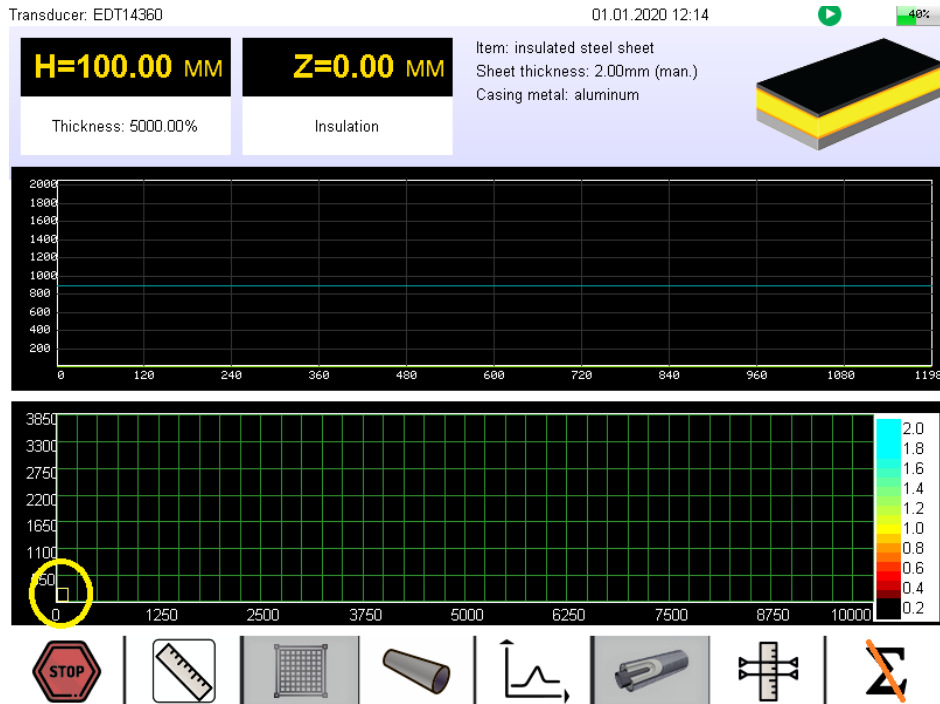 Transducer: EDT14360 01.01.2020 12:14 40%
H=100.00 MM Z=0.00 MM
Thickness: 5000.00% Insulation
Item: insulated steel sheet
Sheet thickness: 2.00mm (man.)
Casing metal: aluminum
2000
1800
1600
1400
1200
1000
800
600
400
200
0 120 240 360 480 600 720 840 960 1080 1198
3850
3300
2750
2200
1650
1100
550
0 1250 2500 3750 5000 6250 7500 8750 10000
2.0
1.8
1.6
1.4
1.2
1.0
0.8
0.6
0.4
0.2
STOP
Σ